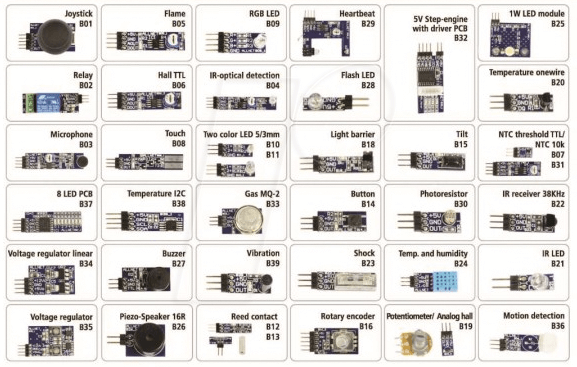 Joystick
B01
Flame
B05
RGB LED
B09
Heartbeat
B29
5V Step-engine
with driver PCB
B32
1W LED module
B25
Relay
B02
Hall TTL
B06
IR-optical detection
B04
Flash LED
B28
Temperature onewire
B20
Microphone
B03
Touch
B08
Two color LED 5/3mm
B10
B11
Light barrier
B18
Tilt
B15
NTC threshold TTL/
NTC 10k
B07
B31
8 LED PCB
B37
Temperature I2C
B38
Gas MQ-2
B33
Button
B14
Photoresistor
B30
IR receiver 38KHz
B22
Voltage regulator linear
B34
Buzzer
B27
Vibration
B39
Shock
B23
Temp. and humidity
B24
IR LED
B21
Voltage regulator
B35
Piezo-Speaker 16R
B26
Reed contact
B12
B13
Rotary encoder
B16
Potentiometer/ Analog hall
B19
Motion detection
B36